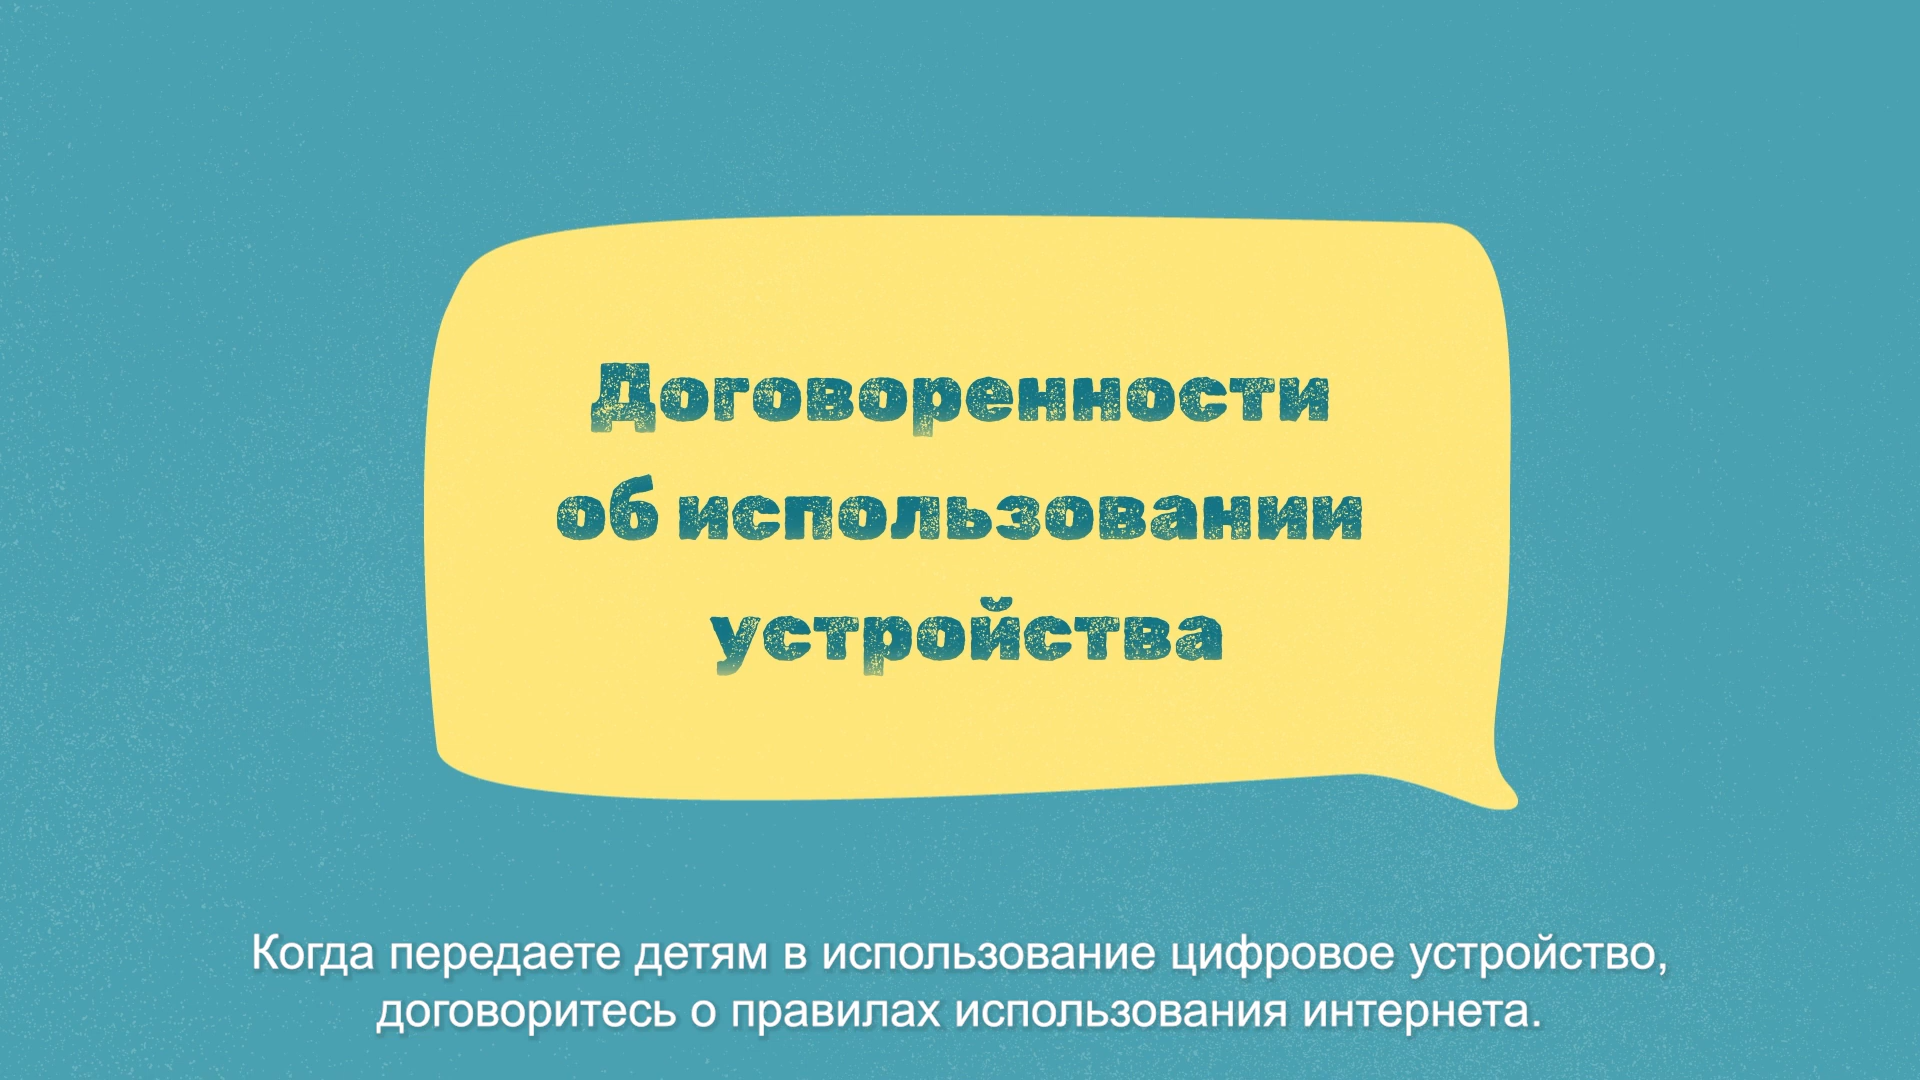 Договоренности
об использовании
устройства
Когда передаете детям в использование цифровое устройство,
договоритесь о правилах использования интернета.